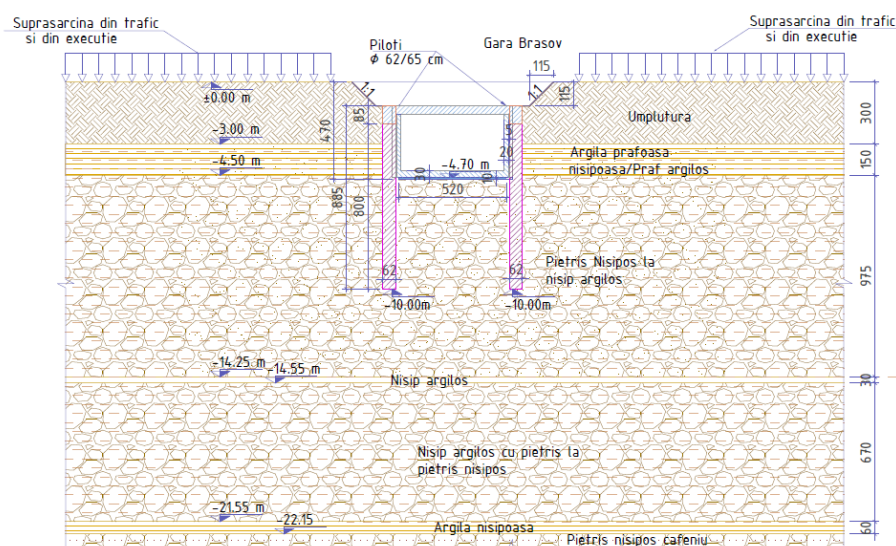 Suprasarcina din trafic
si din executie
Piloti
Φ 62/65 cm
Gara Brasov
Suprasarcina din trafic
si din executie
115
1:1
1:1
115
±0.00 m
85
300
Umplutura
470
-3.00 m
5
20
Argila prafoasa
nisipoasa/Praf argilos
150
-4.50 m
-4.70 m
30
10
520
885
800
62
62
Pietris Nisipos la
nisip argilos
975
-10.00m
-10.00m
-14.25 m
-14.55 m
Nisip argilos
30
Nisip argilos cu pietris la
pietris nisipos
670
-21.55 m
-22.15
Argila nisipoasa
60
Pietris nisipos cafeniu